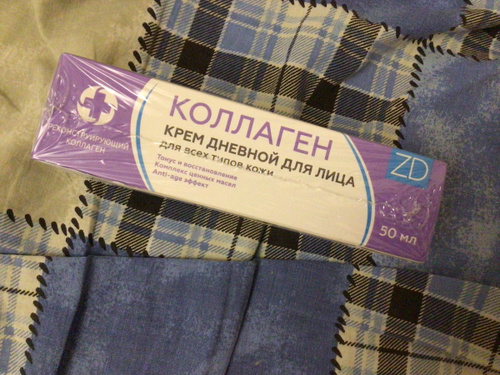 РЕКОНСТРУИРУЮЩИЙ
КОЛЛАГЕН
КОЛЛАГЕН
КРЕМ ДНЕВНОЙ ДЛЯ ЛИЦА
для всех типов кожи
Тонус и восстановление
Комплекс ценных масел
Anti-age эффект
ZD
50 мл